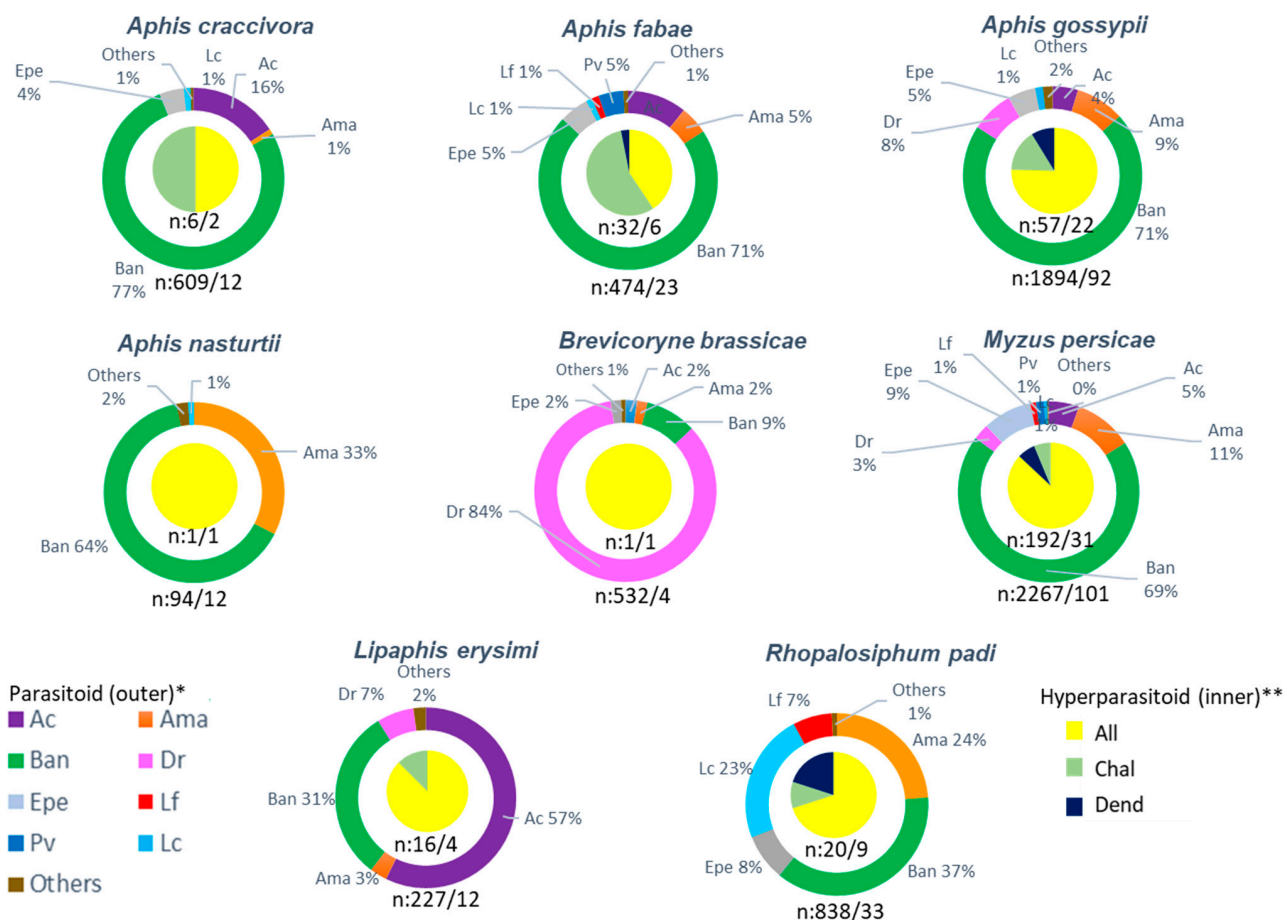 Aphis craccivora
Others
1%
Lc
1%
Ac
16%
Epe
4%
Ama
1%
Ban
77%
n:6/2
n:609/12
Aphis fabae
Lf 1%
Pv 5%
Others
1%
Ac
Lc 1%
Ama 5%
Epe 5%
Ban 71%
n:32/6
n:474/23
Aphis gossypii
Lc
1%
Others
2%
Ac
4%
Epe
5%
Ama
9%
Dr
8%
Ban
71%
n:57/22
n:1894/92
Aphis nasturtii
Others
2%
1%
Ama 33%
Ban 64%
n:1/1
n:94/12
Brevicoryne brassicae
Others 1%
Ac 2%
Epe 2%
Ama 2%
Ban 9%
Dr 84%
n:1/1
n:532/4
Myzus persicae
Lf
1%
Pv
1%
Others
0%
Ac
5%
Epe
9%
Lc
1%
Ama
11%
Dr
3%
Ban
69%
n:192/31
n:2267/101
Lipaphis erysimi
Dr 7%
Others
2%
Ban 31%
Ac 57%
Ama 3%
n:16/4
n:227/12
Rhopalosiphum padi
Lf 7%
Others
1%
Ama 24%
Lc 23%
Epe 8%
Ban 37%
n:20/9
n:838/33
Parasitoid (outer)*
Ac
Ama
Ban
Dr
Epe
Lf
Pv
Lc
Others
Hyperparasitoid (inner)**
All
Chal
Dend